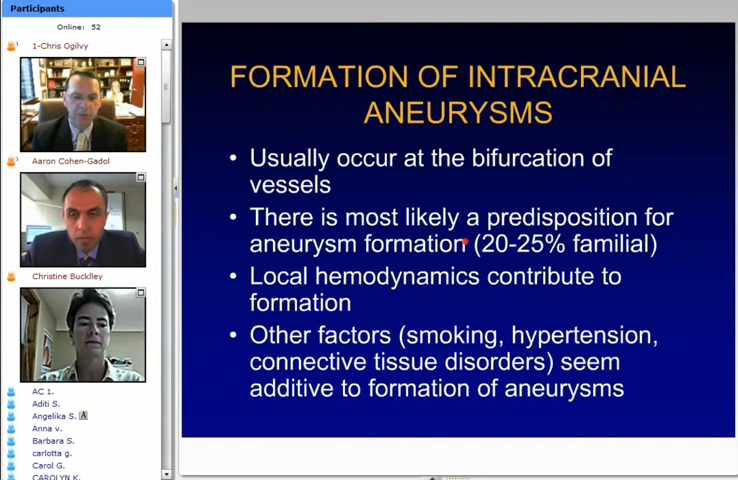 Participants
Online: 52
1-Chris Ogilvy
Aaron Cohen-Gadol
Christine Bucklley
AC 1.
Aditi S.
Angelika S. A
Anna v.
Barbara S.
carlotta g.
Carol G.
CAROLYN K.
FORMATION OF INTRACRANIAL
ANEURYSMS
• Usually occur at the bifurcation of
vessels
• There is most likely a predisposition for
aneurysm formation (20-25% familial)
• Local hemodynamics contribute to
formation
• Other factors (smoking, hypertension,
connective tissue disorders) seem
additive to formation of aneurysms